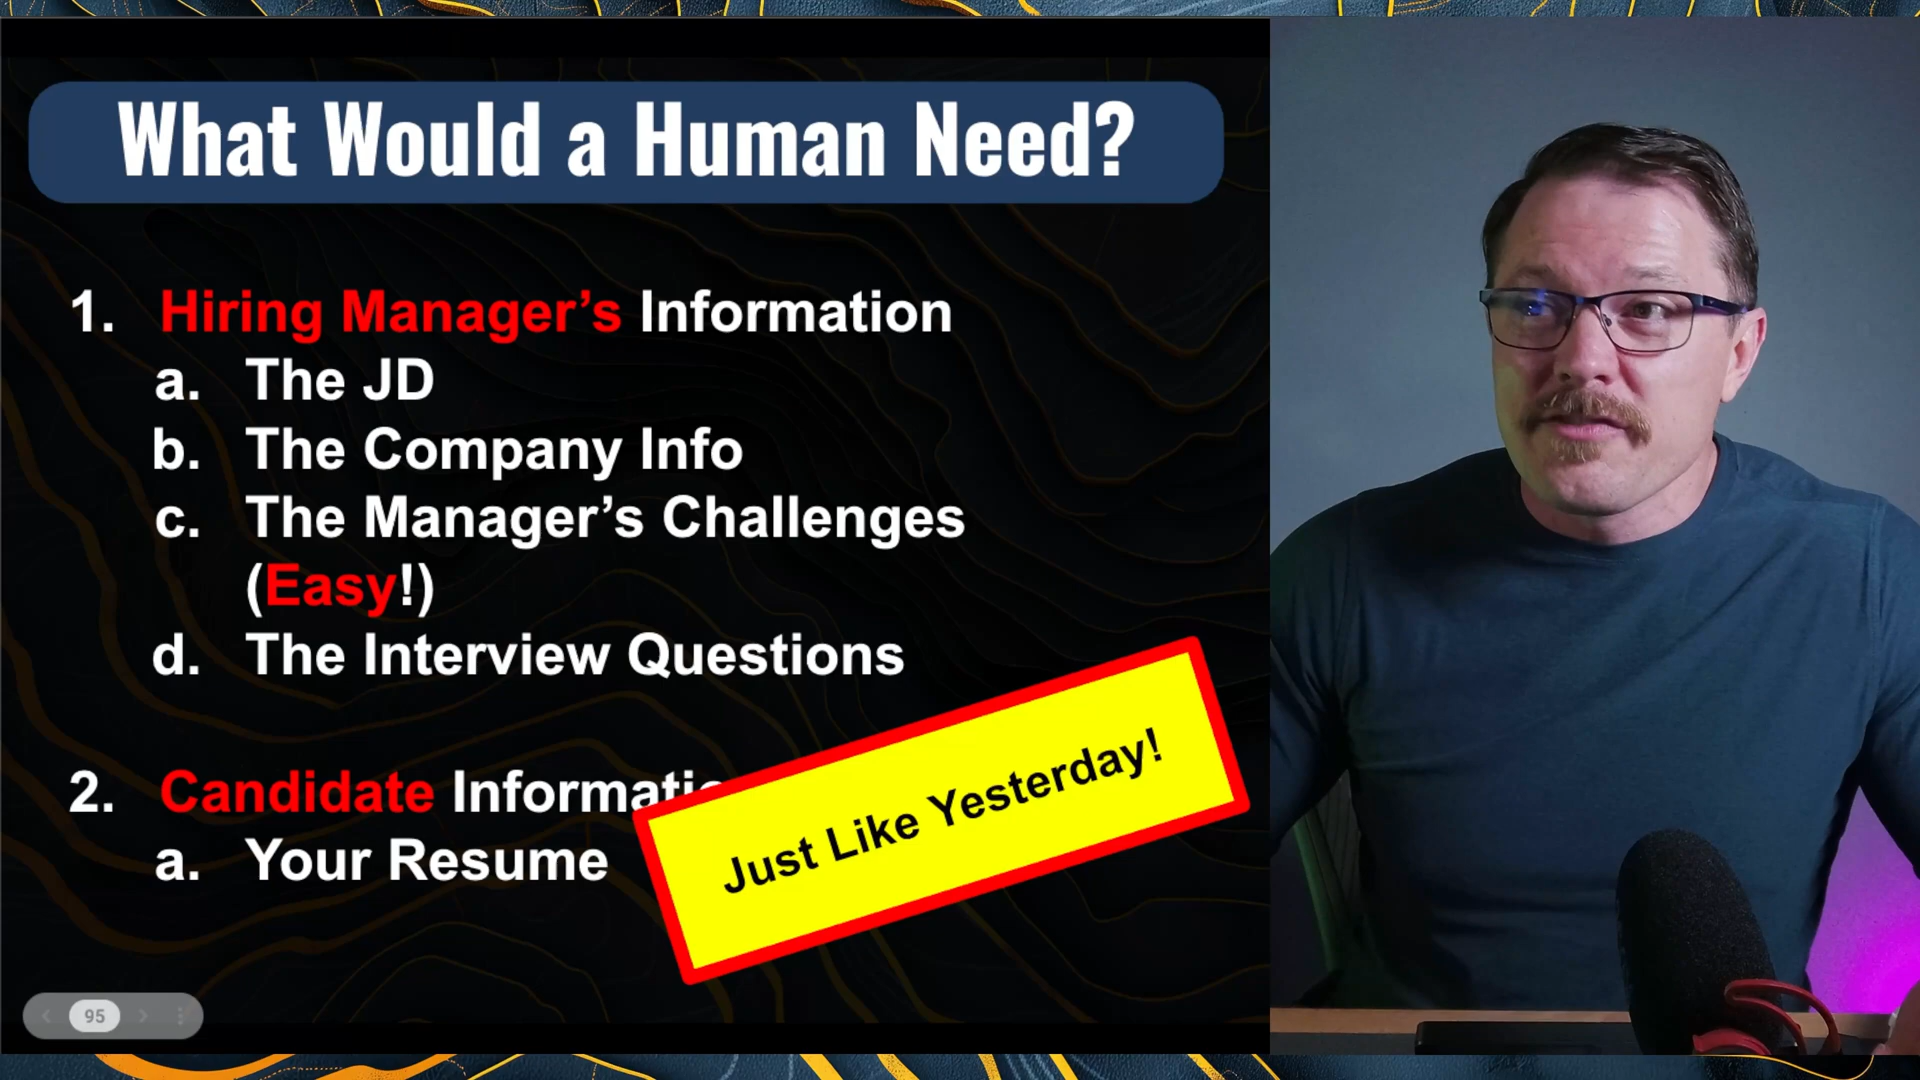 What Would a Human Need?
1. Hiring Manager’s Information
a. The JD
b. The Company Info
c. The Manager’s Challenges
(Easy!)
d. The Interview Questions
2. Candidate Informatio
a. Your Resume
Just Like Yesterday!
95